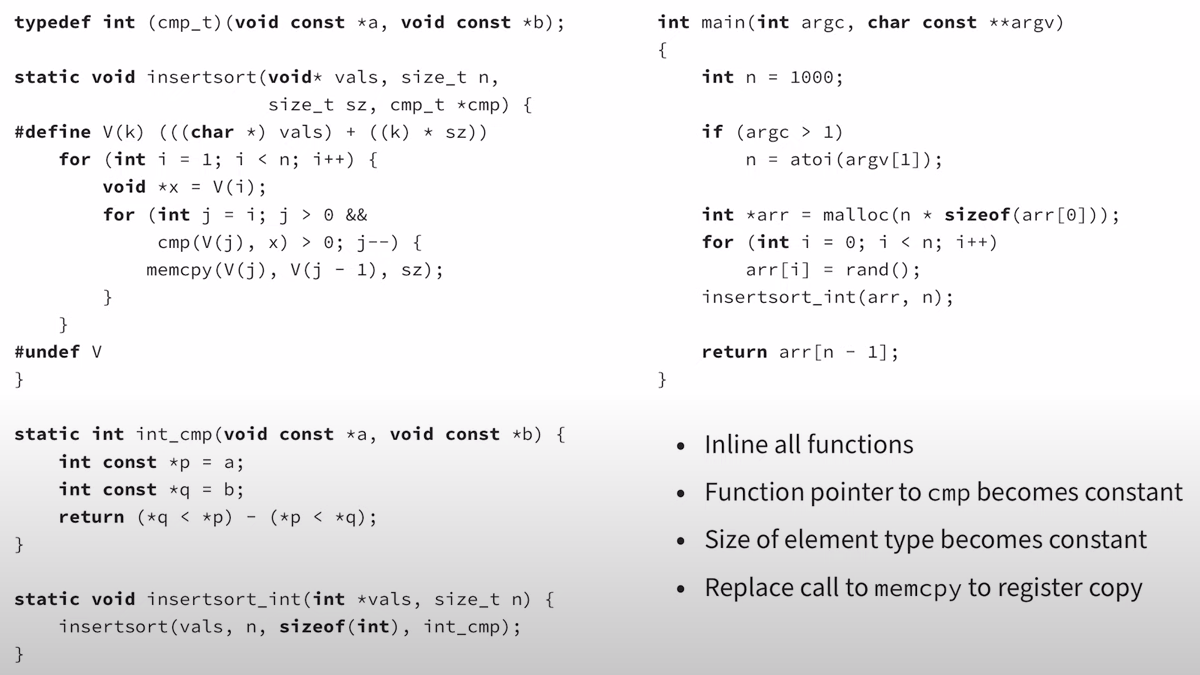 typedef int (cmp_t)(void const *a, void const *b);
static void insertsort(void* vals, size_t n,
size_t sz, cmp_t *cmp) {
#define V(k) (((char *) vals) + ((k) * sz))
for (int i = 1; i < n; i++) {
void *x = V(i);
for (int j = i; j > 0 &&
cmp(V(j), x) > 0; j--) {
memcpy(V(j), V(j - 1), sz);
}
}
#undef V
}
static int int_cmp(void const *a, void const *b) {
int const *p = a;
int const *q = b;
return (*q < *p) - (*p < *q);
}
static void insertsort_int(int *vals, size_t n) {
insertsort(vals, n, sizeof(int), int_cmp);
}
int main(int argc, char const **argv)
{
int n = 1000;
if (argc > 1)
n = atoi(argv[1]);
int *arr = malloc(n * sizeof(arr[0]));
for (int i = 0; i < n; i++)
arr[i] = rand();
insertsort_int(arr, n);
return arr[n - 1];
}
• Inline all functions
• Function pointer to cmp becomes constant
• Size of element type becomes constant
• Replace call to memcpy to register copy